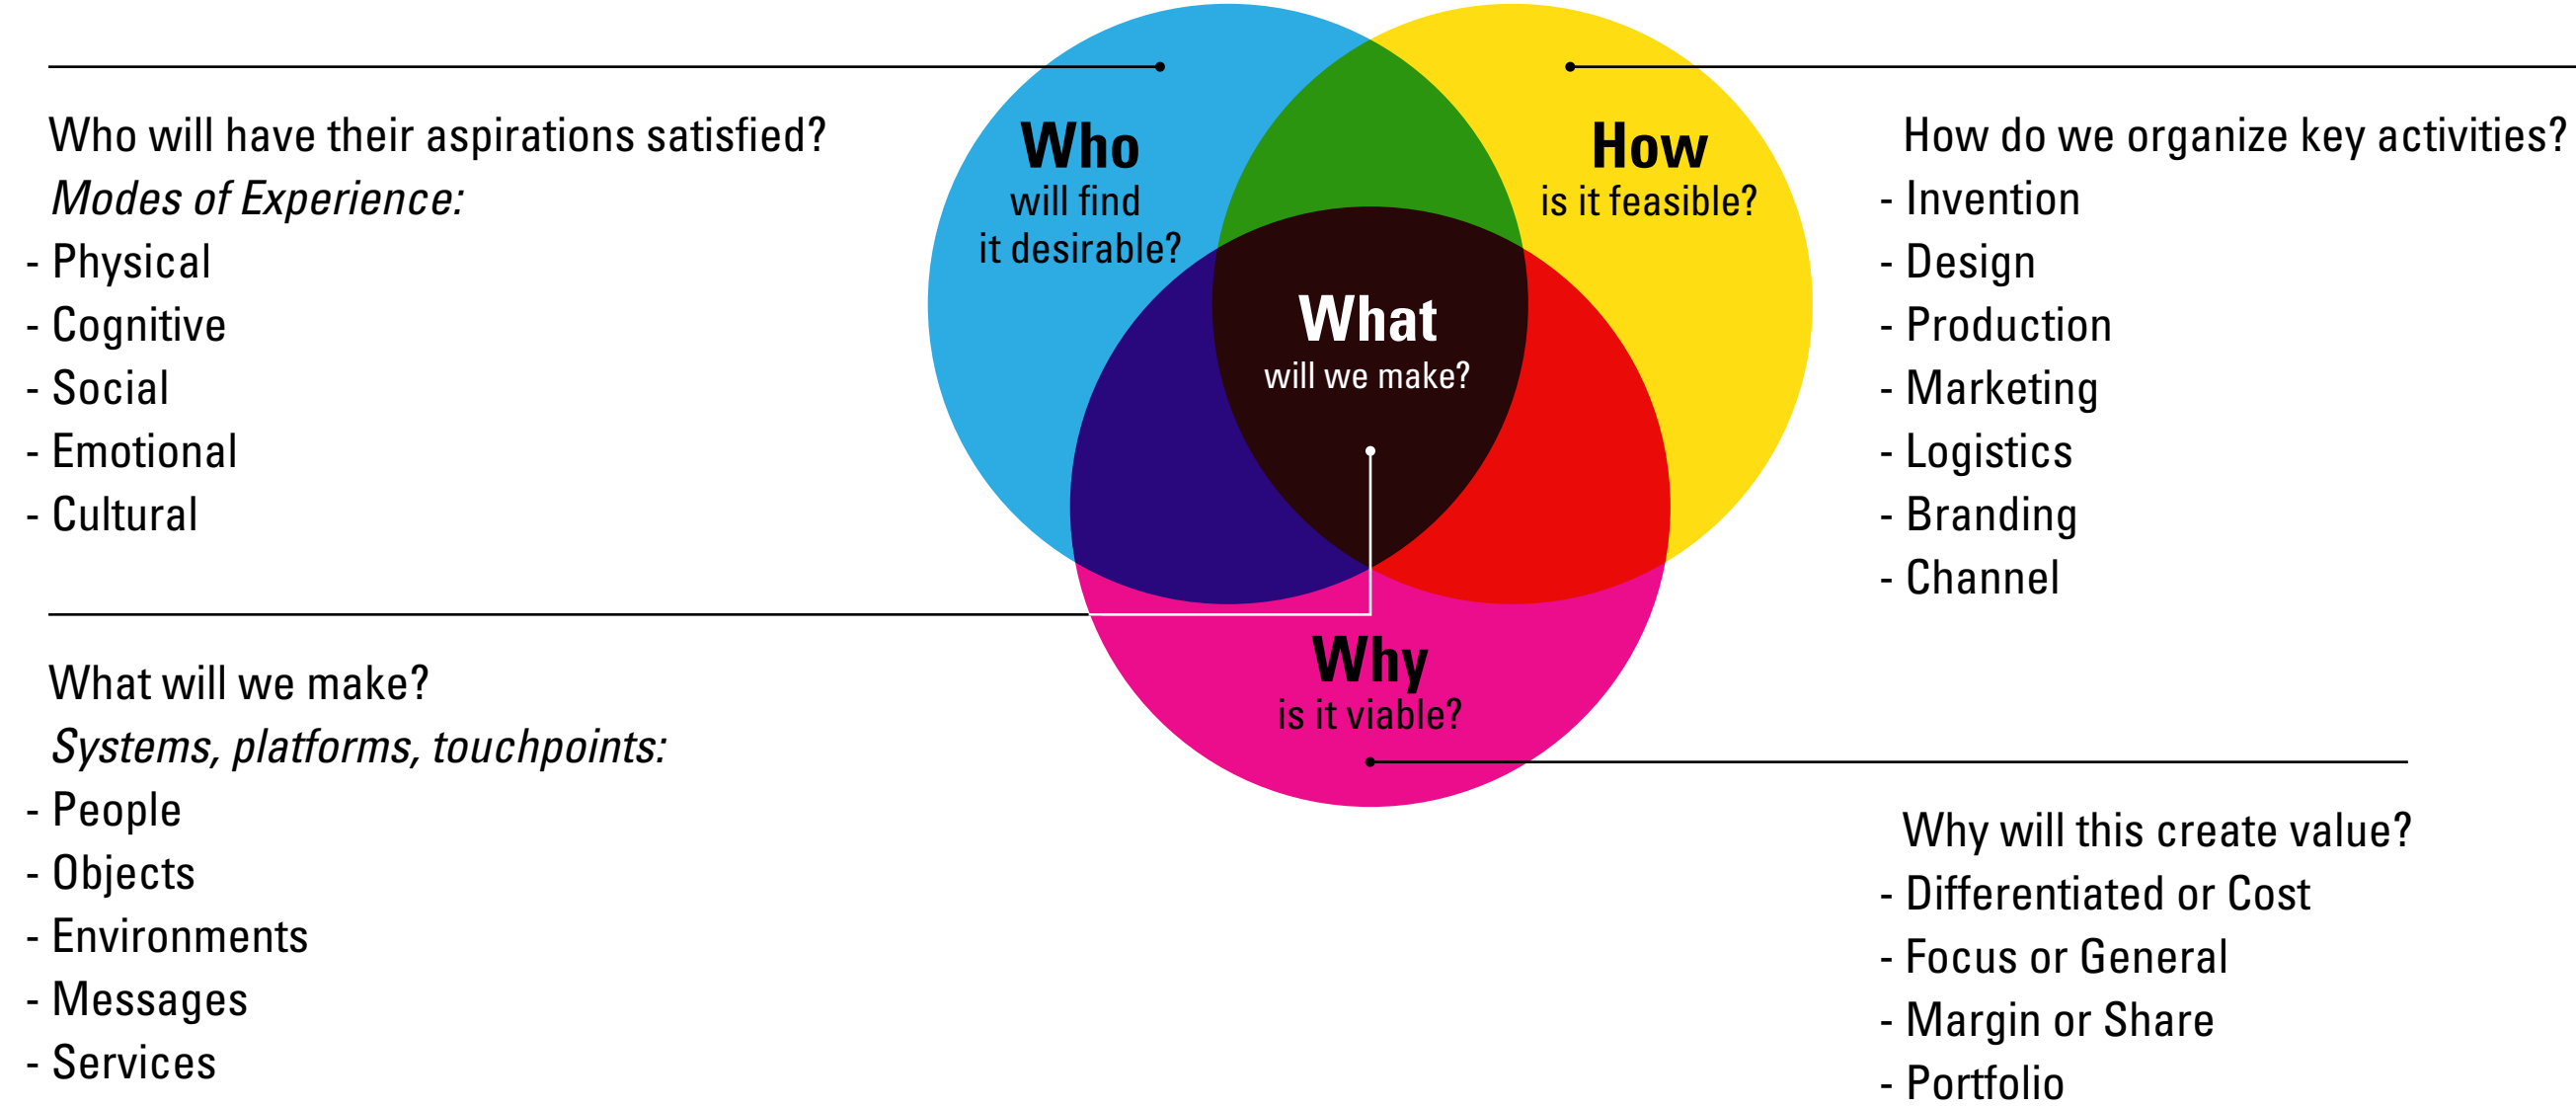 Who will have their aspirations satisfied?
Modes of Experience:
- Physical
- Cognitive
- Social
- Emotional
- Cultural
What will we make?
Systems, platforms, touchpoints:
- People
- Objects
- Environments
- Messages
- Services
Who
will find
it desirable?
How
is it feasible?
What
will we make?
Why
is it viable?
How do we organize key activities?
- Invention
- Design
- Production
- Marketing
- Logistics
- Branding
- Channel
Why will this create value?
- Differentiated or Cost
- Focus or General
- Margin or Share
- Portfolio